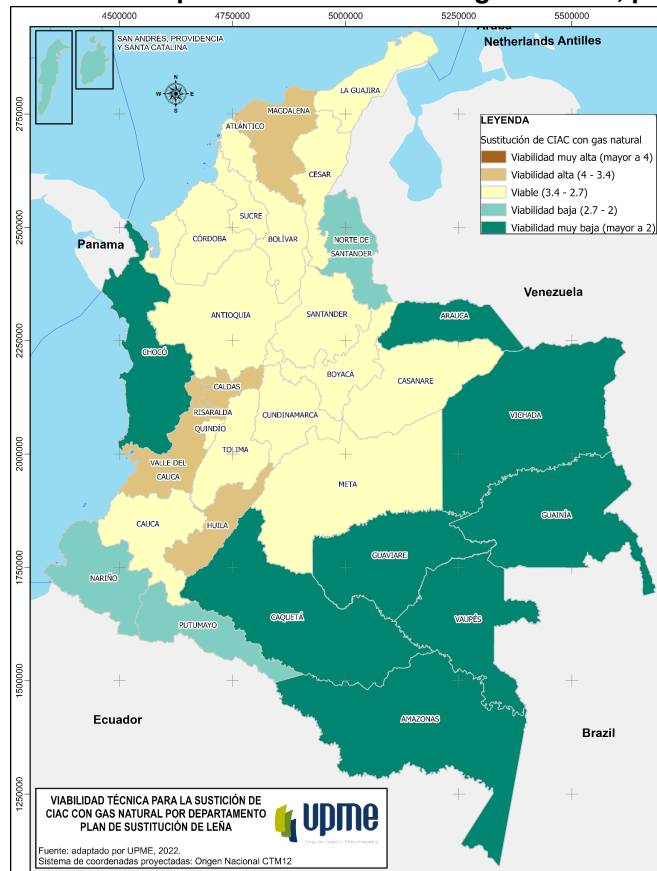 4500000 4750000 5000000 5250000 5500000
SAN ANDRÉS, PROVIDENCIA
Y SANTA CATALINA
Netherlands Antilles
N
W E
S
2750000
LA GUAJIRA
MAGDALENA
ATLÁNTICO
CESAR
LEYENDA
Sustitución de CIAC con gas natural
Viabilidad muy alta (mayor a 4)
Viabilidad alta (4 - 3.4)
Viable (3.4 - 2.7)
Viabilidad baja (2.7 - 2)
Viabilidad muy baja (mayor a 2)
2500000
SUCRE
CÓRDOBA
BOLÍVAR
NORTE DE
SANTANDER
Panama
Venezuela
2250000
ANTIOQUIA
SANTANDER
ARAUCA
CHOCÓ
BOYACÁ
CASANARE
CALDAS
RISARALDA
CUNDINAMARCA
VICHADA
QUINDÍO
2000000
TOLIMA
VALLE DEL
CAUCA
META
CAUCA
HUILA
GUAINÍA
1750000
GUAVIARE
NARIÑO
PUTUMAYO
CAQUETÁ
VAUPÉS
1500000
Ecuador
AMAZONAS
Brazil
1250000
VIABILIDAD TÉCNICA PARA LA SUSTICIÓN DE
CIAC CON GAS NATURAL POR DEPARTAMENTO
PLAN DE SUSTITUCIÓN DE LEÑA
upme
Fuente: adaptado por UPME, 2022.
Sistema de coordenadas proyectadas: Origen Nacional CTM12